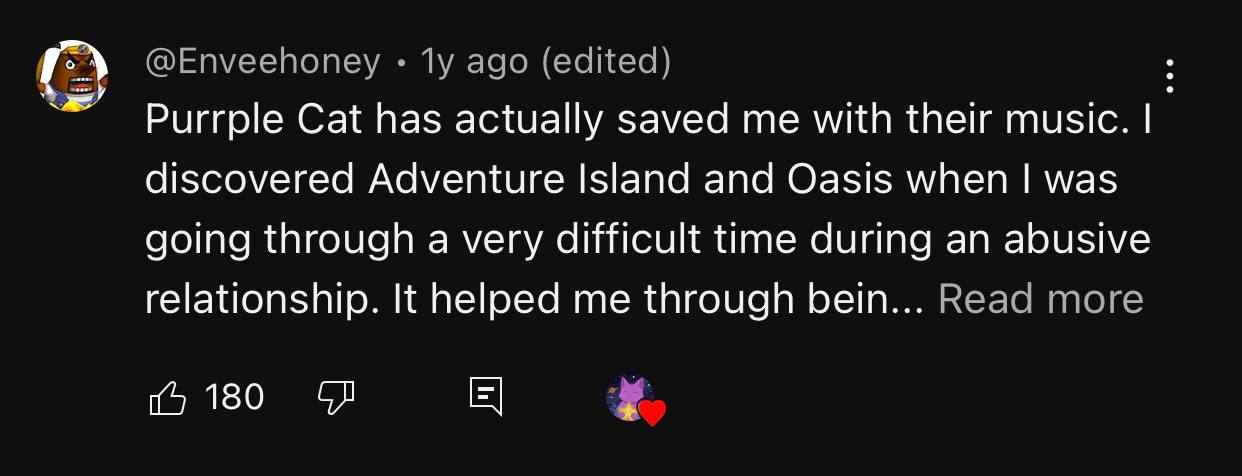 @Enveehoney • 1y ago (edited)
Purrple Cat has actually saved me with their music. I
discovered Adventure Island and Oasis when I was
going through a very difficult time during an abusive
relationship. It helped me through bein... Read more
180